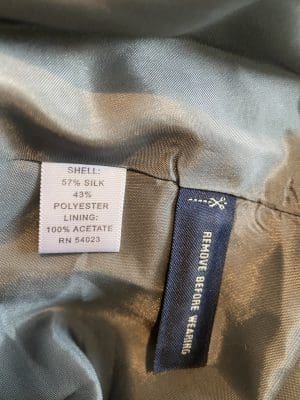 SHELL:
57% SILK
43%
POLYESTER
LINING:
100% ACETATE
RN 54023
REMOVE BEFORE WEARING